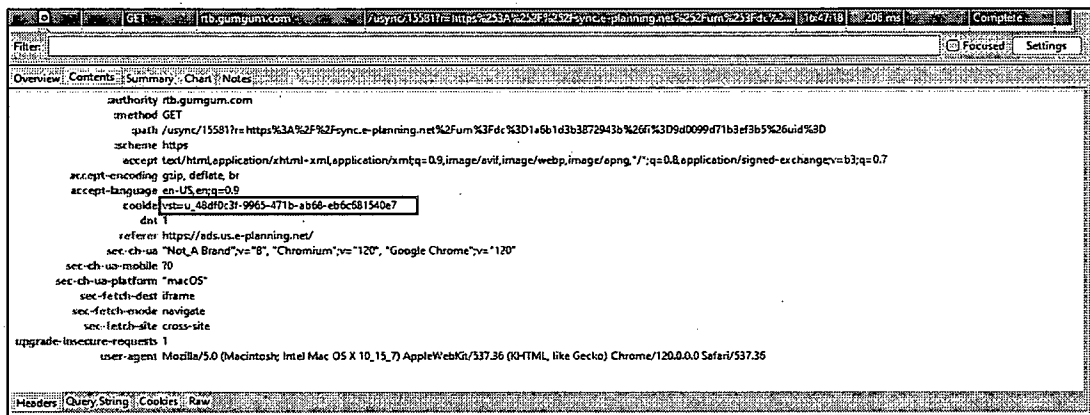 GET rtb.gumgum.com /usync/15581?r=https%253A%252F%252Fsync.e-planning.net%252Fum%253Fdc%2... 16:47:18 206 ms Complete
Filter: Focused Settings
Overview Contents Summary Chart Notes
:authority rtb.gumgum.com
:method GET
:path /usync/15581?r=https%3A%2F%2Fsync.e-planning.net%2Fum%3Fdc%3D1a6b1d3b3872943b%26fi%3D9d0099d71b3ef3b5%26uid%3D
:scheme https
accept text/html,application/xhtml+xml,application/xml;q=0.9,image/avif,image/webp,image/apng,*/*;q=0.8,application/signed-exchange;v=b3;q=0.7
accept-encoding gzip, deflate, br
accept-language en-US,en;q=0.9
cookie vst=u_48df0c3f-9965-471b-ab68-eb6c681540e7
dnt 1
referer https://ads.us.e-planning.net/
sec-ch-ua "Not_A Brand";v="8", "Chromium";v="120", "Google Chrome";v="120"
sec-ch-ua-mobile ?0
sec-ch-ua-platform "macOS"
sec-fetch-dest iframe
sec-fetch-mode navigate
sec-fetch-site cross-site
upgrade-insecure-requests 1
user-agent Mozilla/5.0 (Macintosh; Intel Mac OS X 10_15_7) AppleWebKit/537.36 (KHTML, like Gecko) Chrome/120.0.0.0 Safari/537.36
Headers Query String Cookies Raw